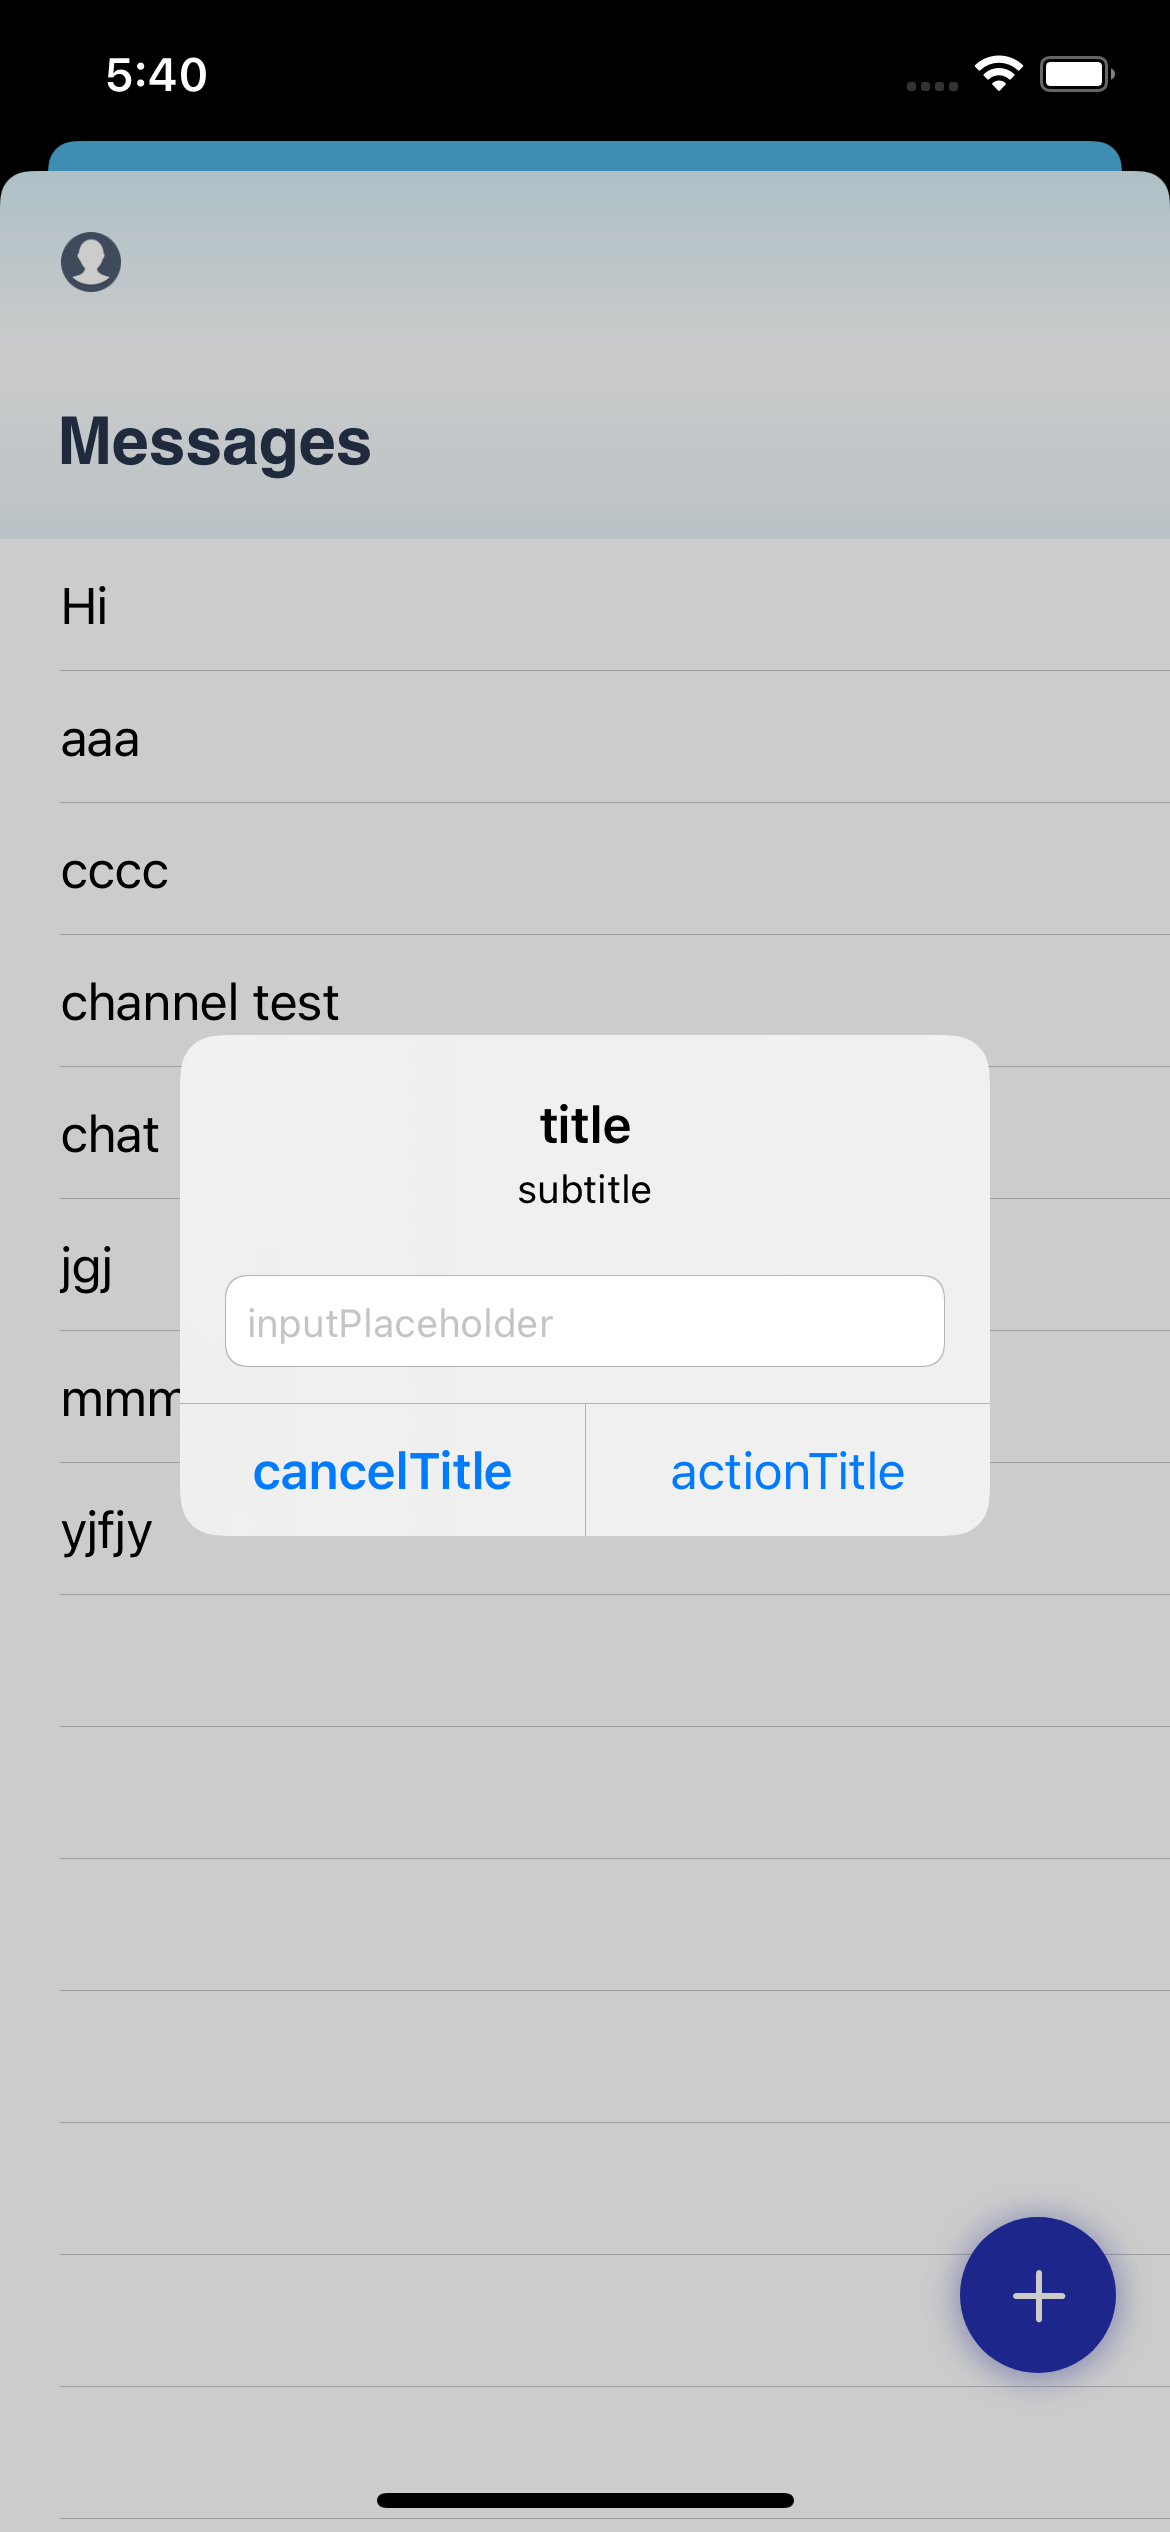 5:40
Messages
Hi
aaa
cccc
channel test
chat
jgj
mmm
yjfjy
title
subtitle
inputPlaceholder
cancelTitle
actionTitle